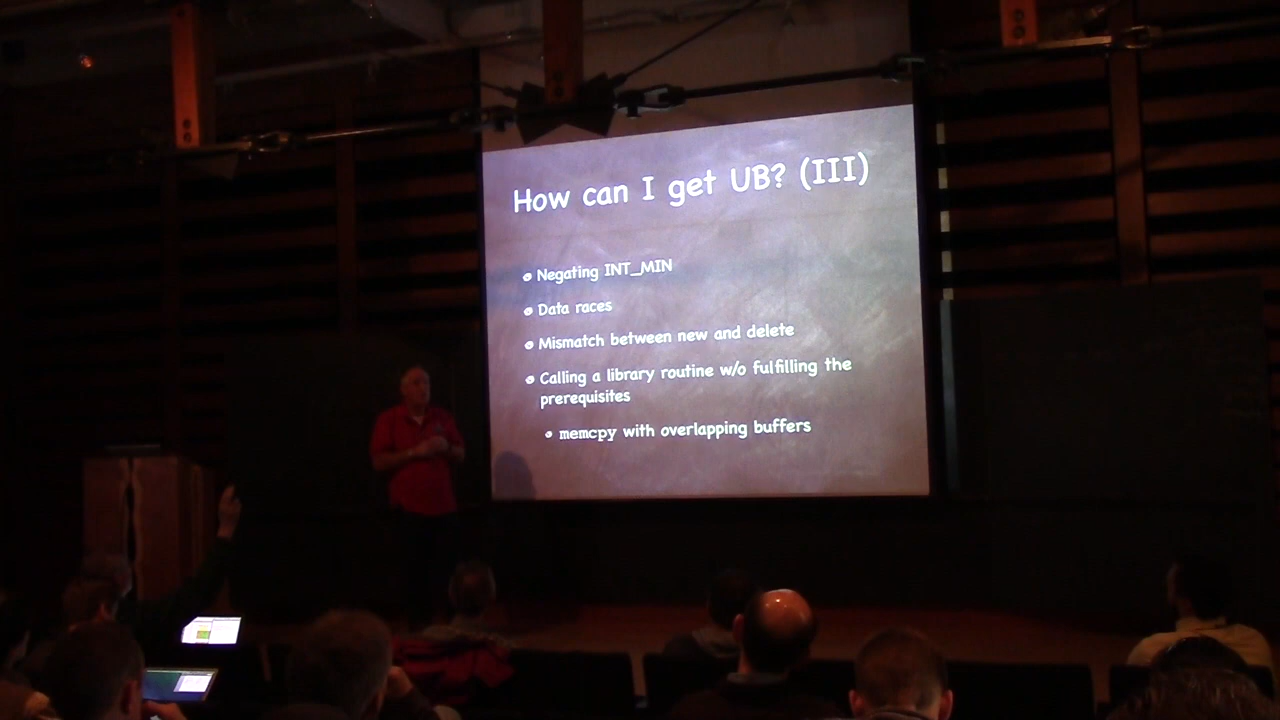 How can I get UB? (III)
Negating INT_MIN
Data races
Mismatch between new and delete
Calling a library routine w/o fulfilling the
prerequisites
memcpy with overlapping buffers